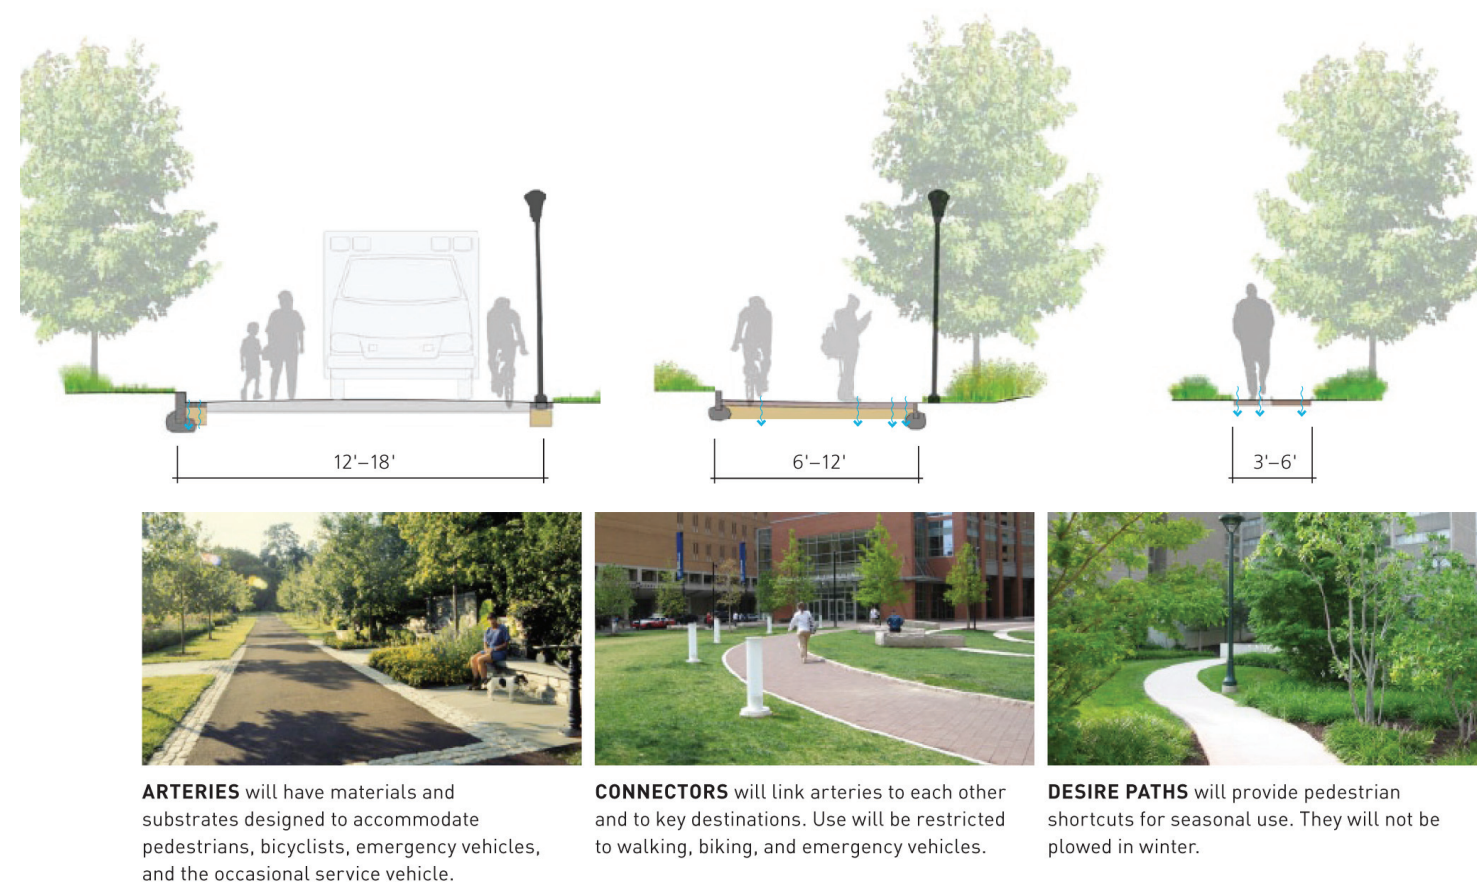 12'–18'
6'–12'
3'–6'
ARTERIES will have materials and
substrates designed to accommodate
pedestrians, bicyclists, emergency vehicles,
and the occasional service vehicle.
CONNECTORS will link arteries to each other
and to key destinations. Use will be restricted
to walking, biking, and emergency vehicles.
DESIRE PATHS will provide pedestrian
shortcuts for seasonal use. They will not be
plowed in winter.